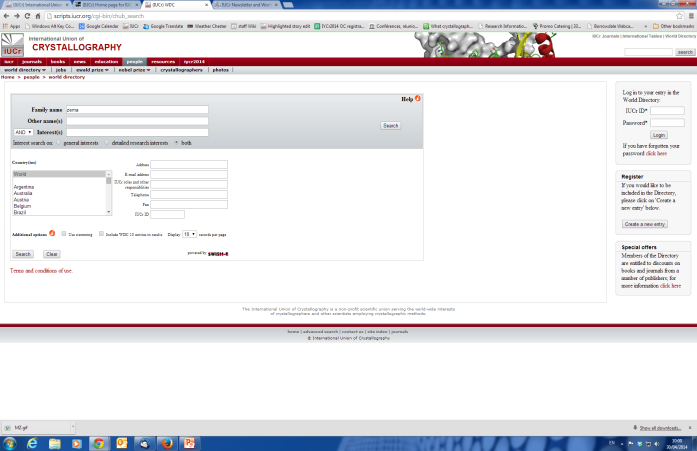 (IUCr) International Union
(IUCr) Home page for IU
(IUCr) WDC
(IUCr) Newsletter and Wor
scripts.iucr.org/cgi-bin/chub_search
Apps
Windows Alt Key Co...
Google Calendar
IUCr
Google Translate
Weather Chester
staff Wiki
Highlighted story edit
IYCr2014 OC registra...
Conferences, reunio...
What crystallograph...
Research Informatio...
Promo Catering | 30...
Borrowdale Webca...
Other bookmarks
International Union of
CRYSTALLOGRAPHY
IUCr
IUCr Journals | International Tables | World Directory
search
iucr journals books news education people resources iycr2014
world directory | jobs | ewald prize | nobel prize | crystallographers | photos |
Home > people > world directory
Help
Family name
Other name(s)
AND Interest(s)
Search
Interest search on: general interests detailed research interests both
Country(ies)
World
Argentina
Australia
Austria
Belgium
Brazil
Address
E-mail address
IUCr roles and other
responsibilities
Telephone
Fax
IUCr ID
Additional options Use stemming Include WDC 10 entries in results Display 10 records per page
Search Clear
powered by SWISH-E
Terms and conditions of use.
Log in to your entry in the
World Directory:
IUCr ID*
Password*
Login
If you have forgotten your
password click here
Register
If you would like to
be included in the Directory,
please click on 'Create a
new entry' below.
Create a new entry
Special offers
Members of the Directory
are entitled to discounts on
books and journals from a
number of publishers; for
more information click here
The International Union of Crystallography is a non-profit scientific union serving the world-wide interests
of crystallographers and other scientists employing crystallographic methods.
home | advanced search | contact us | site index | journals
© International Union of Crystallography
M2.gif
Show all downloads...
EN
10:00
30/04/2014